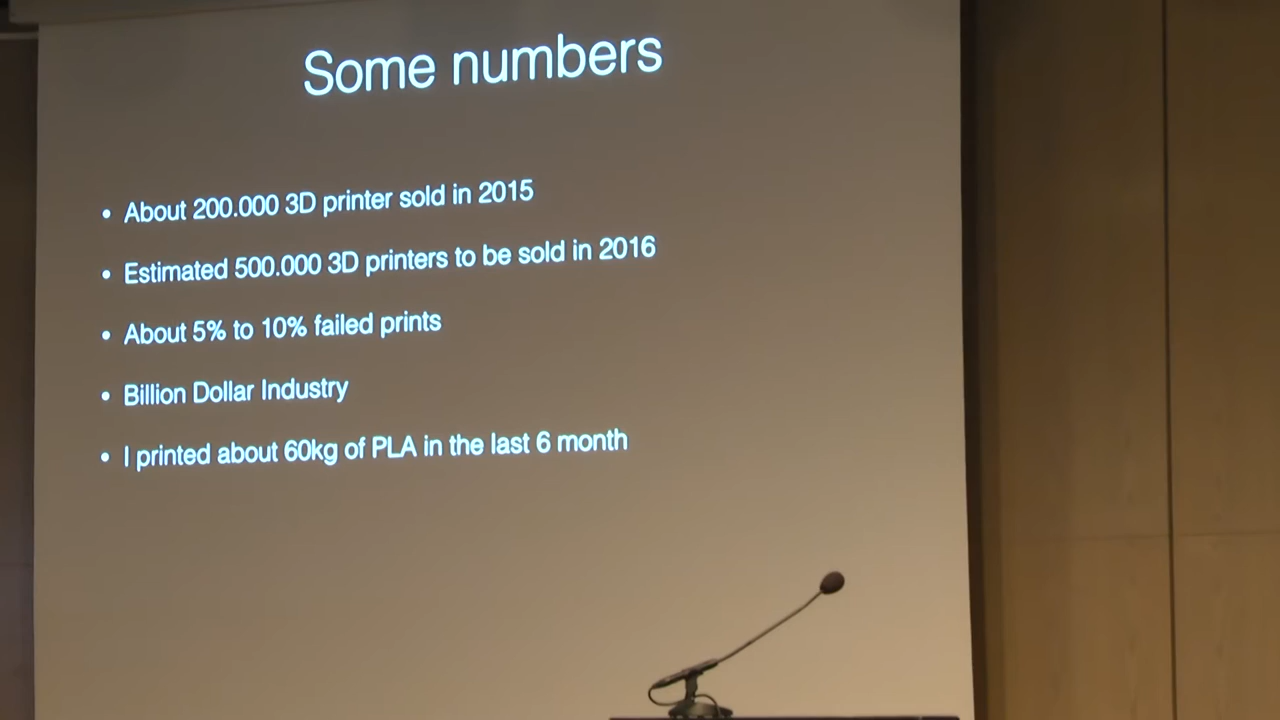 Some numbers
• About 200.000 3D printer sold in 2015
• Estimated 500.000 3D printers to be sold in 2016
• About 5% to 10% failed prints
• Billion Dollar Industry
• I printed about 60kg of PLA in the last 6 month